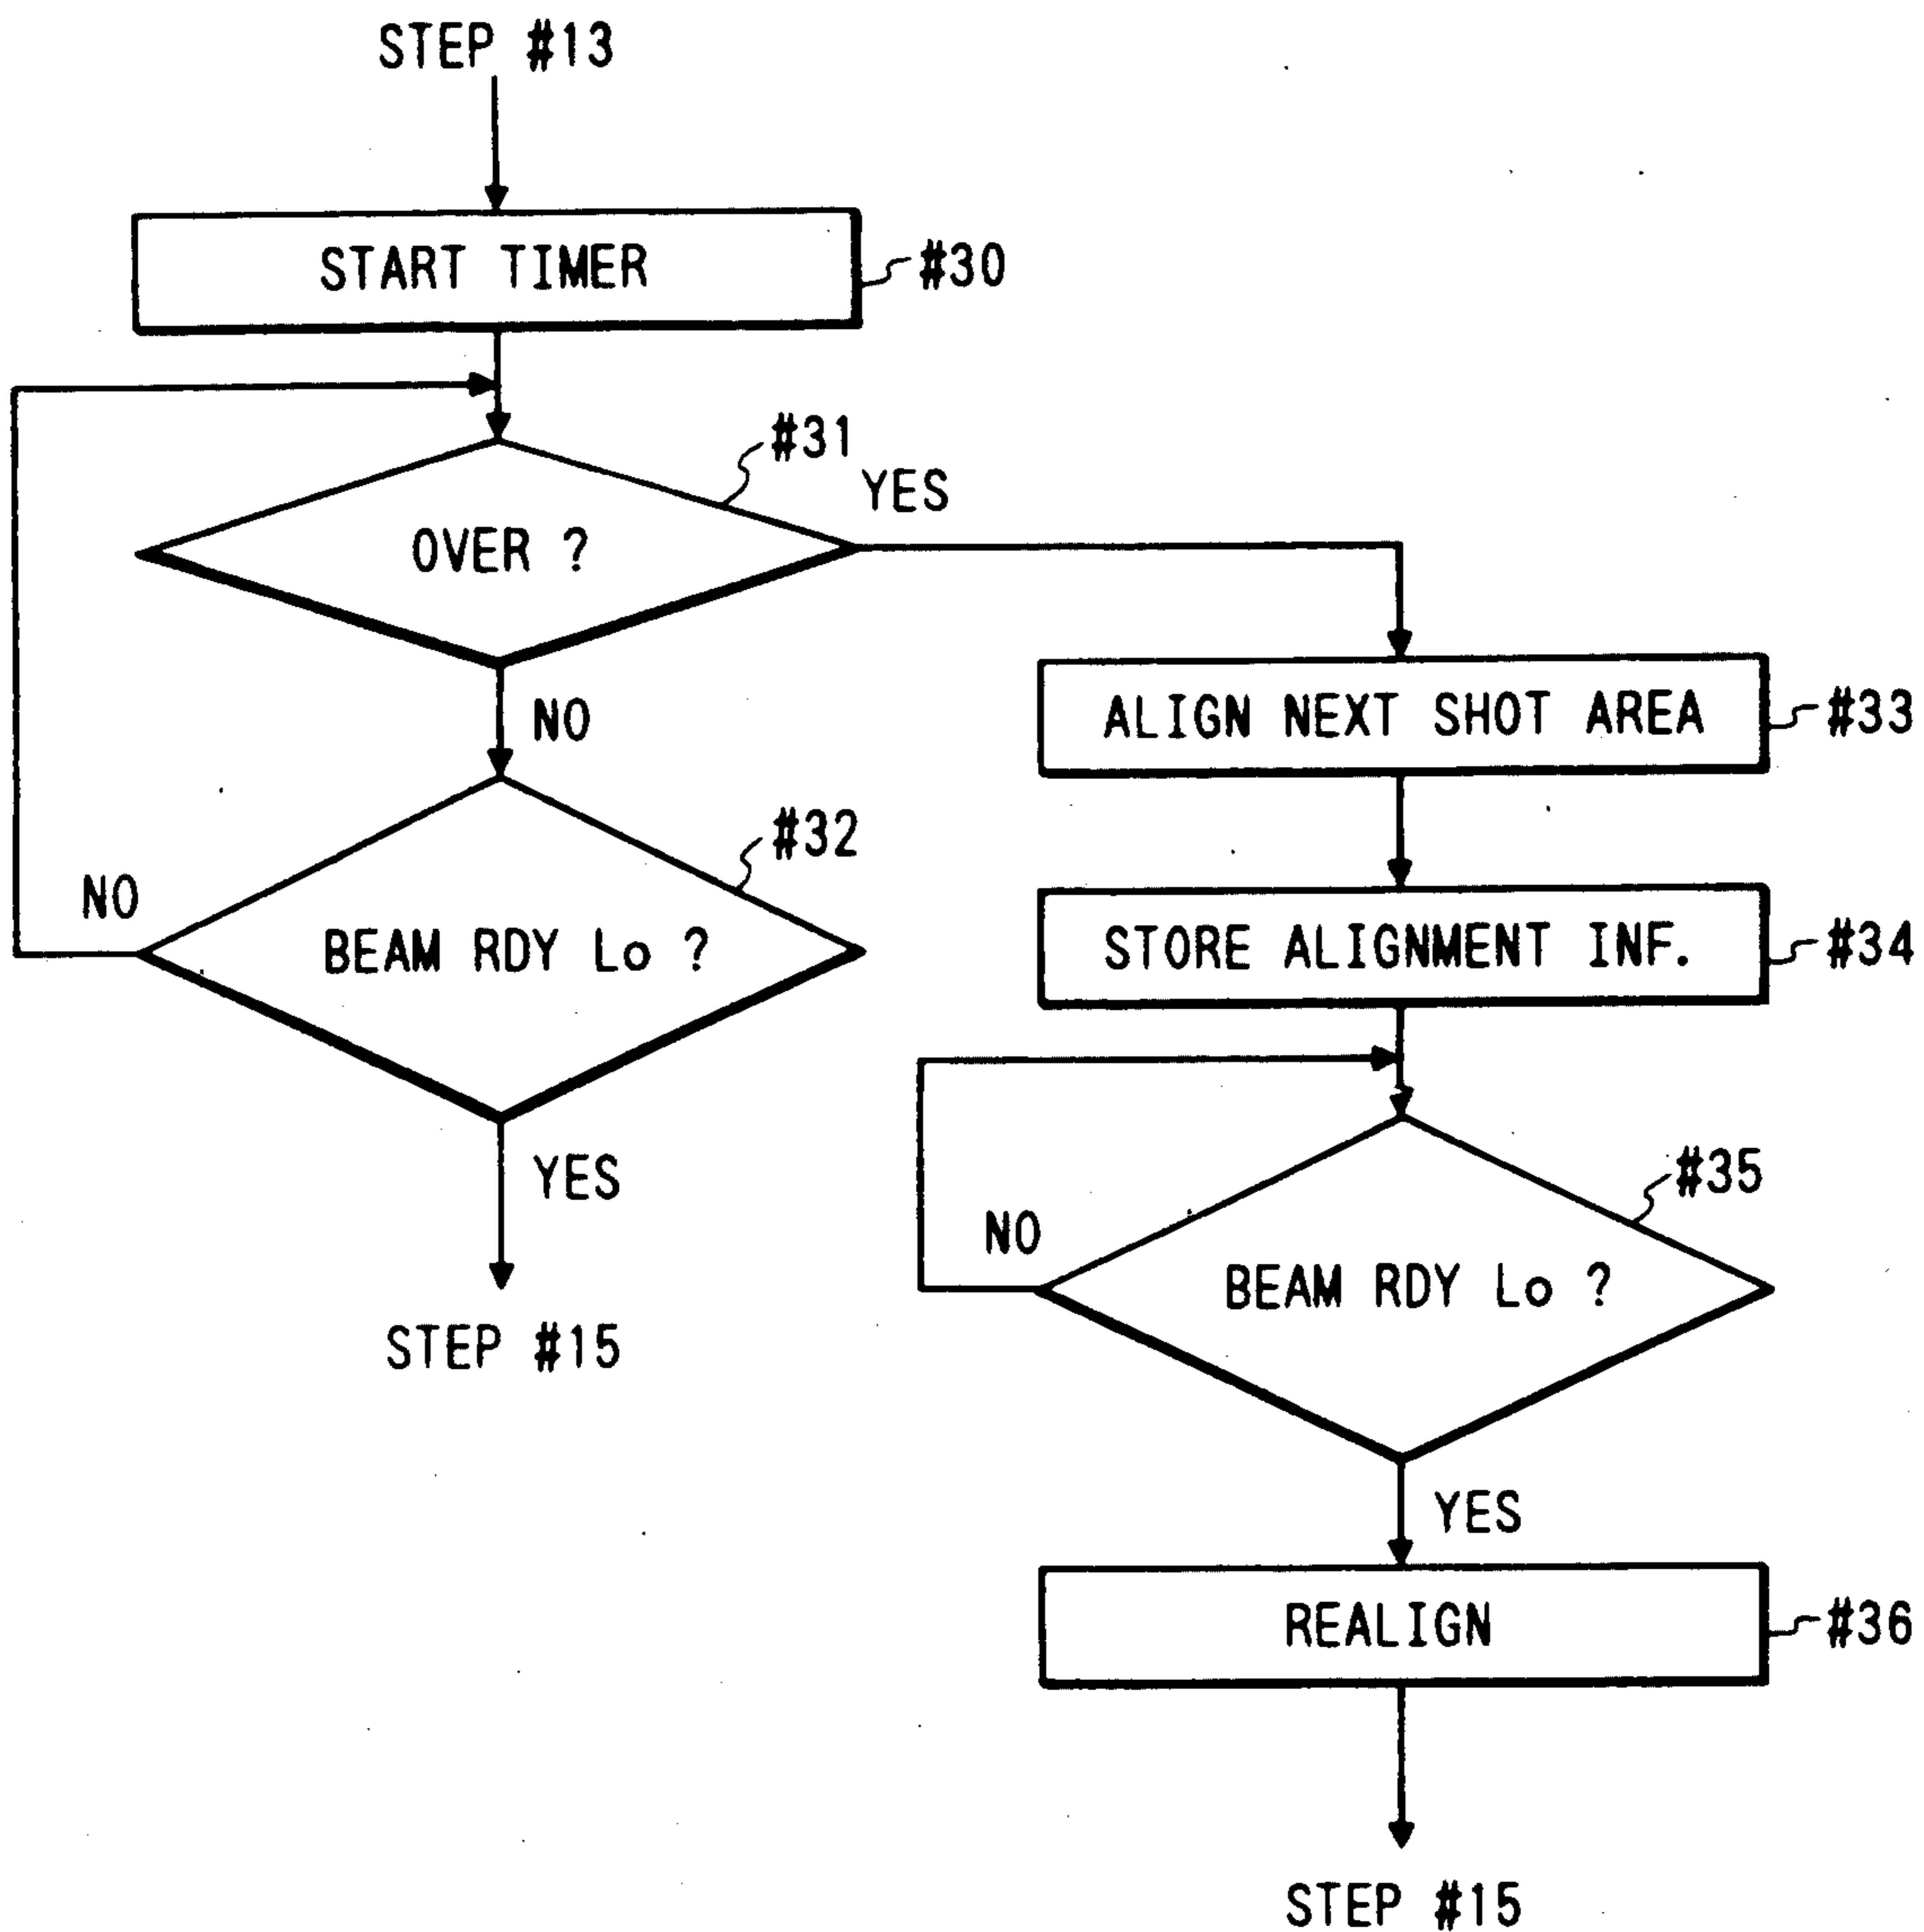 STEP #13
START TIMER
#30
#31
YES
OVER ?
NO
#32
NO
BEAM RDY Lo ?
YES
STEP #15
ALIGN NEXT SHOT AREA
#33
STORE ALIGNMENT INF.
#34
#35
NO
BEAM RDY Lo ?
YES
REALIGN
#36
STEP #15